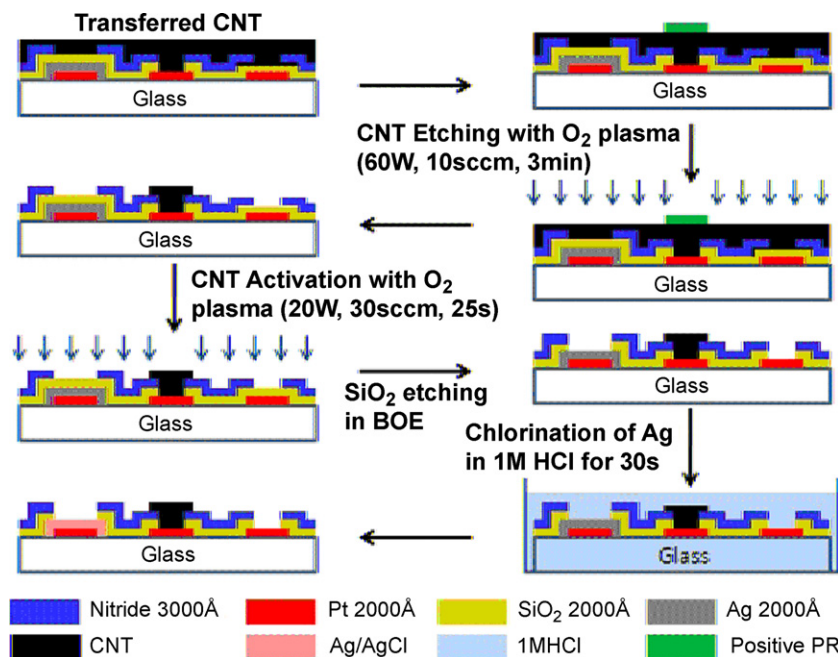 Transferred CNT
Glass
Glass
CNT Etching with O₂ plasma
(60W, 10sccm, 3min)
Glass
Glass
CNT Activation with O₂
plasma (20W, 30sccm, 25s)
Glass
SiO₂ etching
in BOE
Glass
Chlorination of Ag
in 1M HCl for 30s
Glass
Glass
Nitride 3000Å
Pt 2000Å
SiO₂ 2000Å
Ag 2000Å
CNT
Ag/AgCl
1MHCl
Positive PR